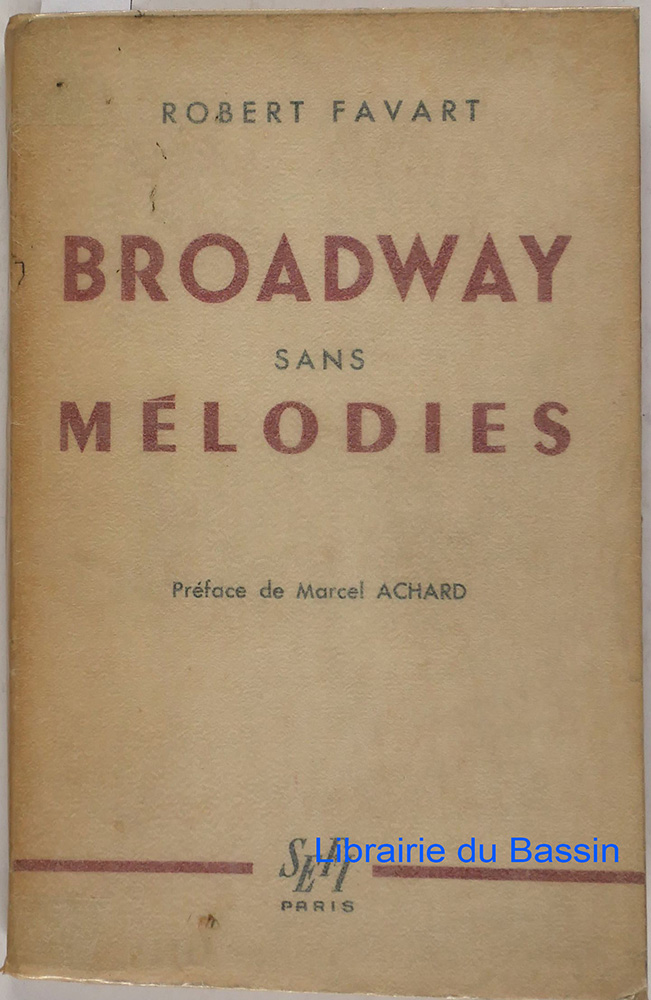 ROBERT FAVART
BROADWAY
SANS
MÉLODIES
Préface de Marcel ACHARD
Librairie du Bassin
PARIS